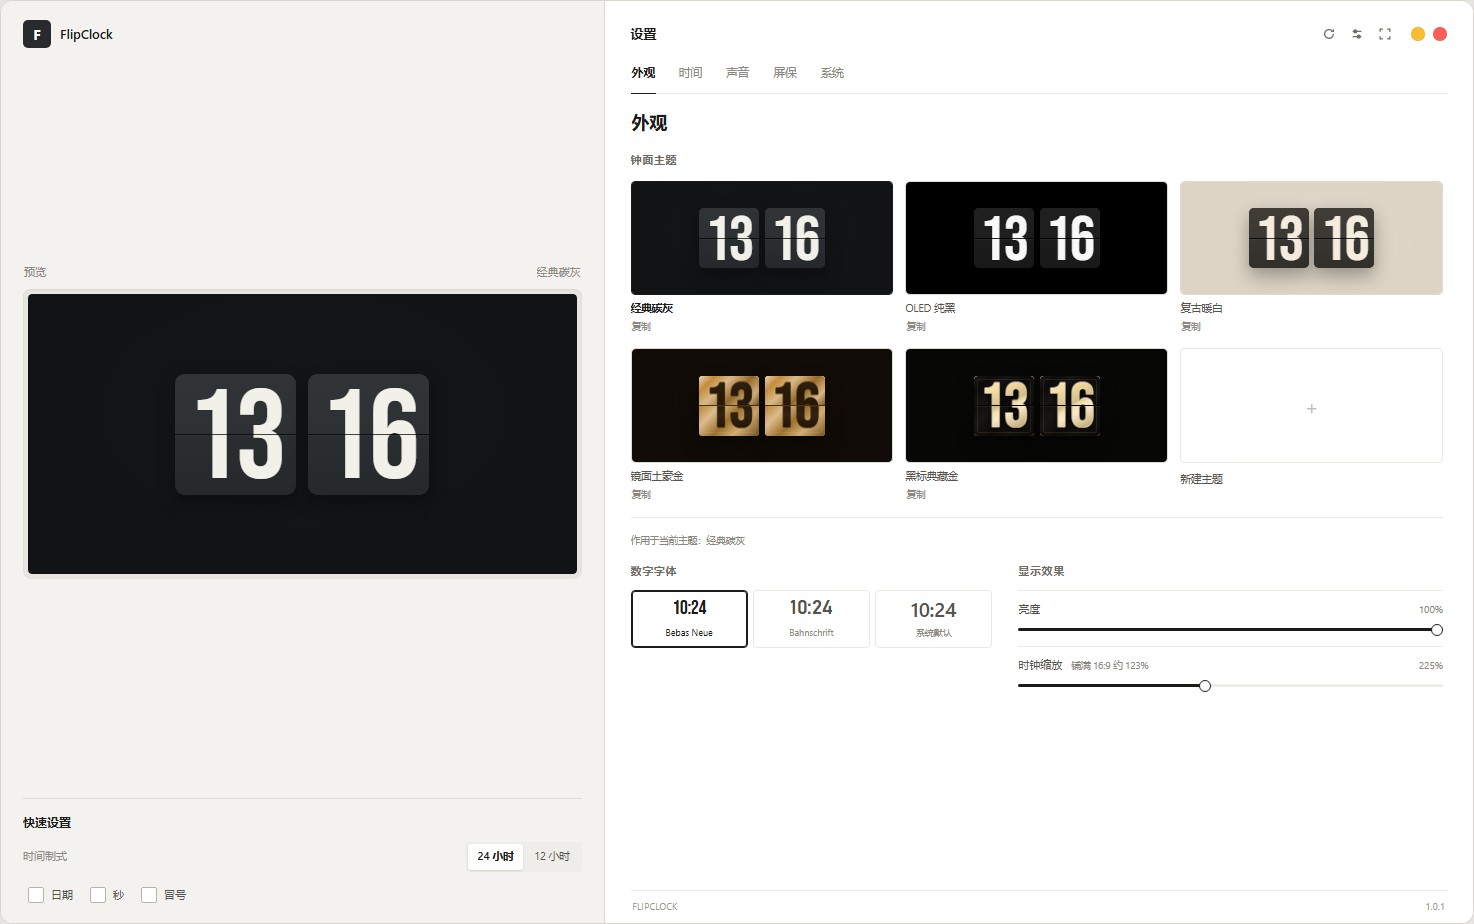 F FlipClock
预览 经典碳灰
13 16
快速设置
时间制式 24 小时 12 小时
日期 秒 冒号
设置
外观 时间 声音 屏保 系统
外观
钟面主题
13 16 13 16 13 16
经典碳灰 OLED 纯黑 复古暖白
复制 复制 复制
13 16 13 16 +
镜面土豪金 黑标典藏金 新建主题
复制 复制
作用于当前主题：经典碳灰
数字字体 显示效果
10:24 10:24 10:24
Bebas Neue Bahnschrift 系统默认
亮度 100%
时钟缩放 铺满 16:9 约 123% 225%
FLIPCLOCK 1.0.1